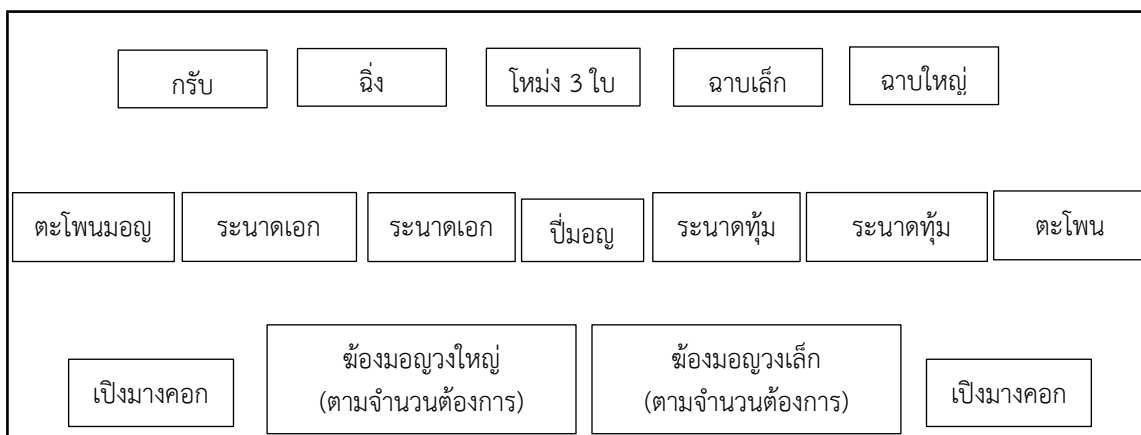 กรับ
ฉิ่ง
โหม่ง 3 ใบ
ฉาบเล็ก
ฉาบใหญ่
ตะโพนมอญ
ระนาดเอก
ระนาดเอก
ปี่มอญ
ระนาดทุ้ม
ระนาดทุ้ม
ตะโพน
เปิงมางคอก
ฆ้องมอญวงใหญ่
(ตามจำนวนต้องการ)
ฆ้องมอญวงเล็ก
(ตามจำนวนต้องการ)
เปิงมางคอก